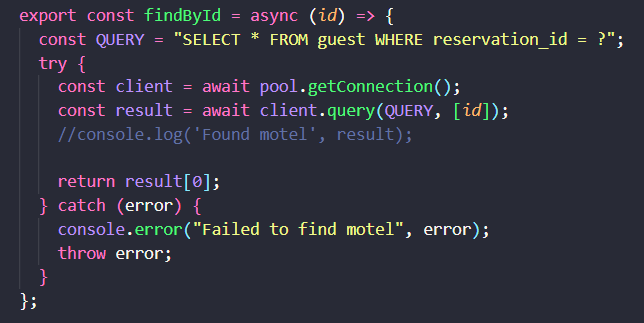 export const findById = async (id) => {
const QUERY = "SELECT * FROM guest WHERE reservation_id = ?";
try {
const client = await pool.getConnection();
const result = await client.query(QUERY, [id]);
//console.log('Found motel', result);
return result[0];
} catch (error) {
console.error("Failed to find motel", error);
throw error;
}
};